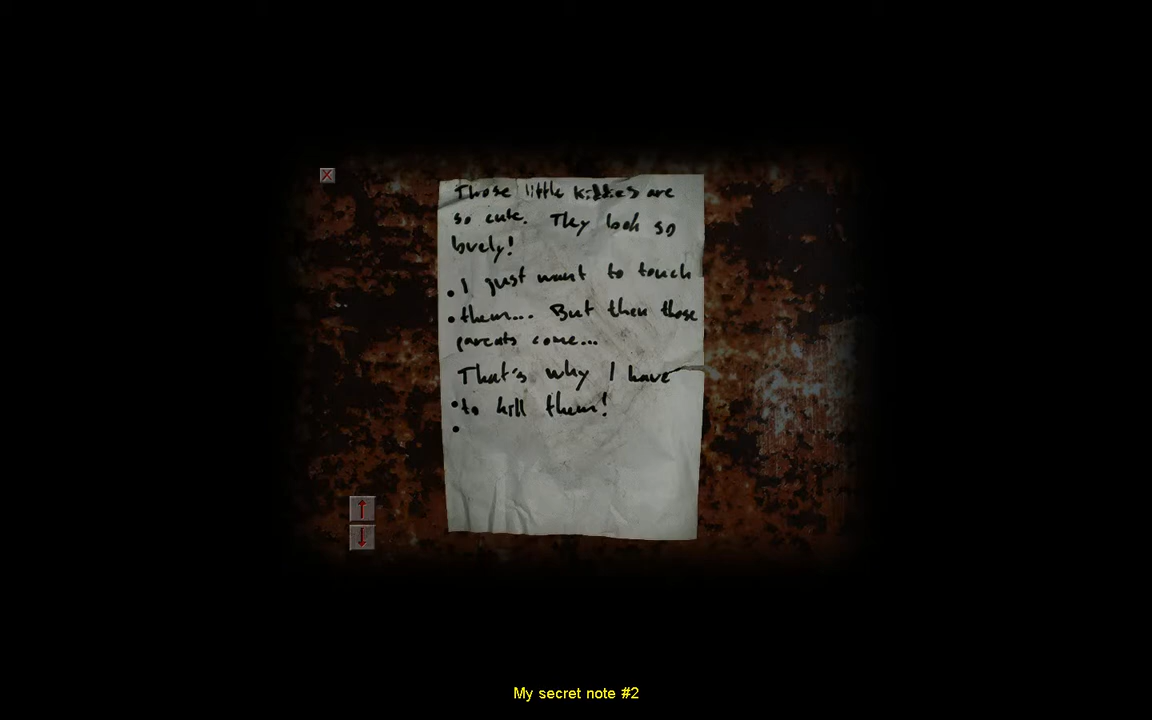 Those little kiddies are
so cute. They look so
lovely!
I just want to touch
them... But then those
parents come...
That's why I have
to kill them!
My secret note #2